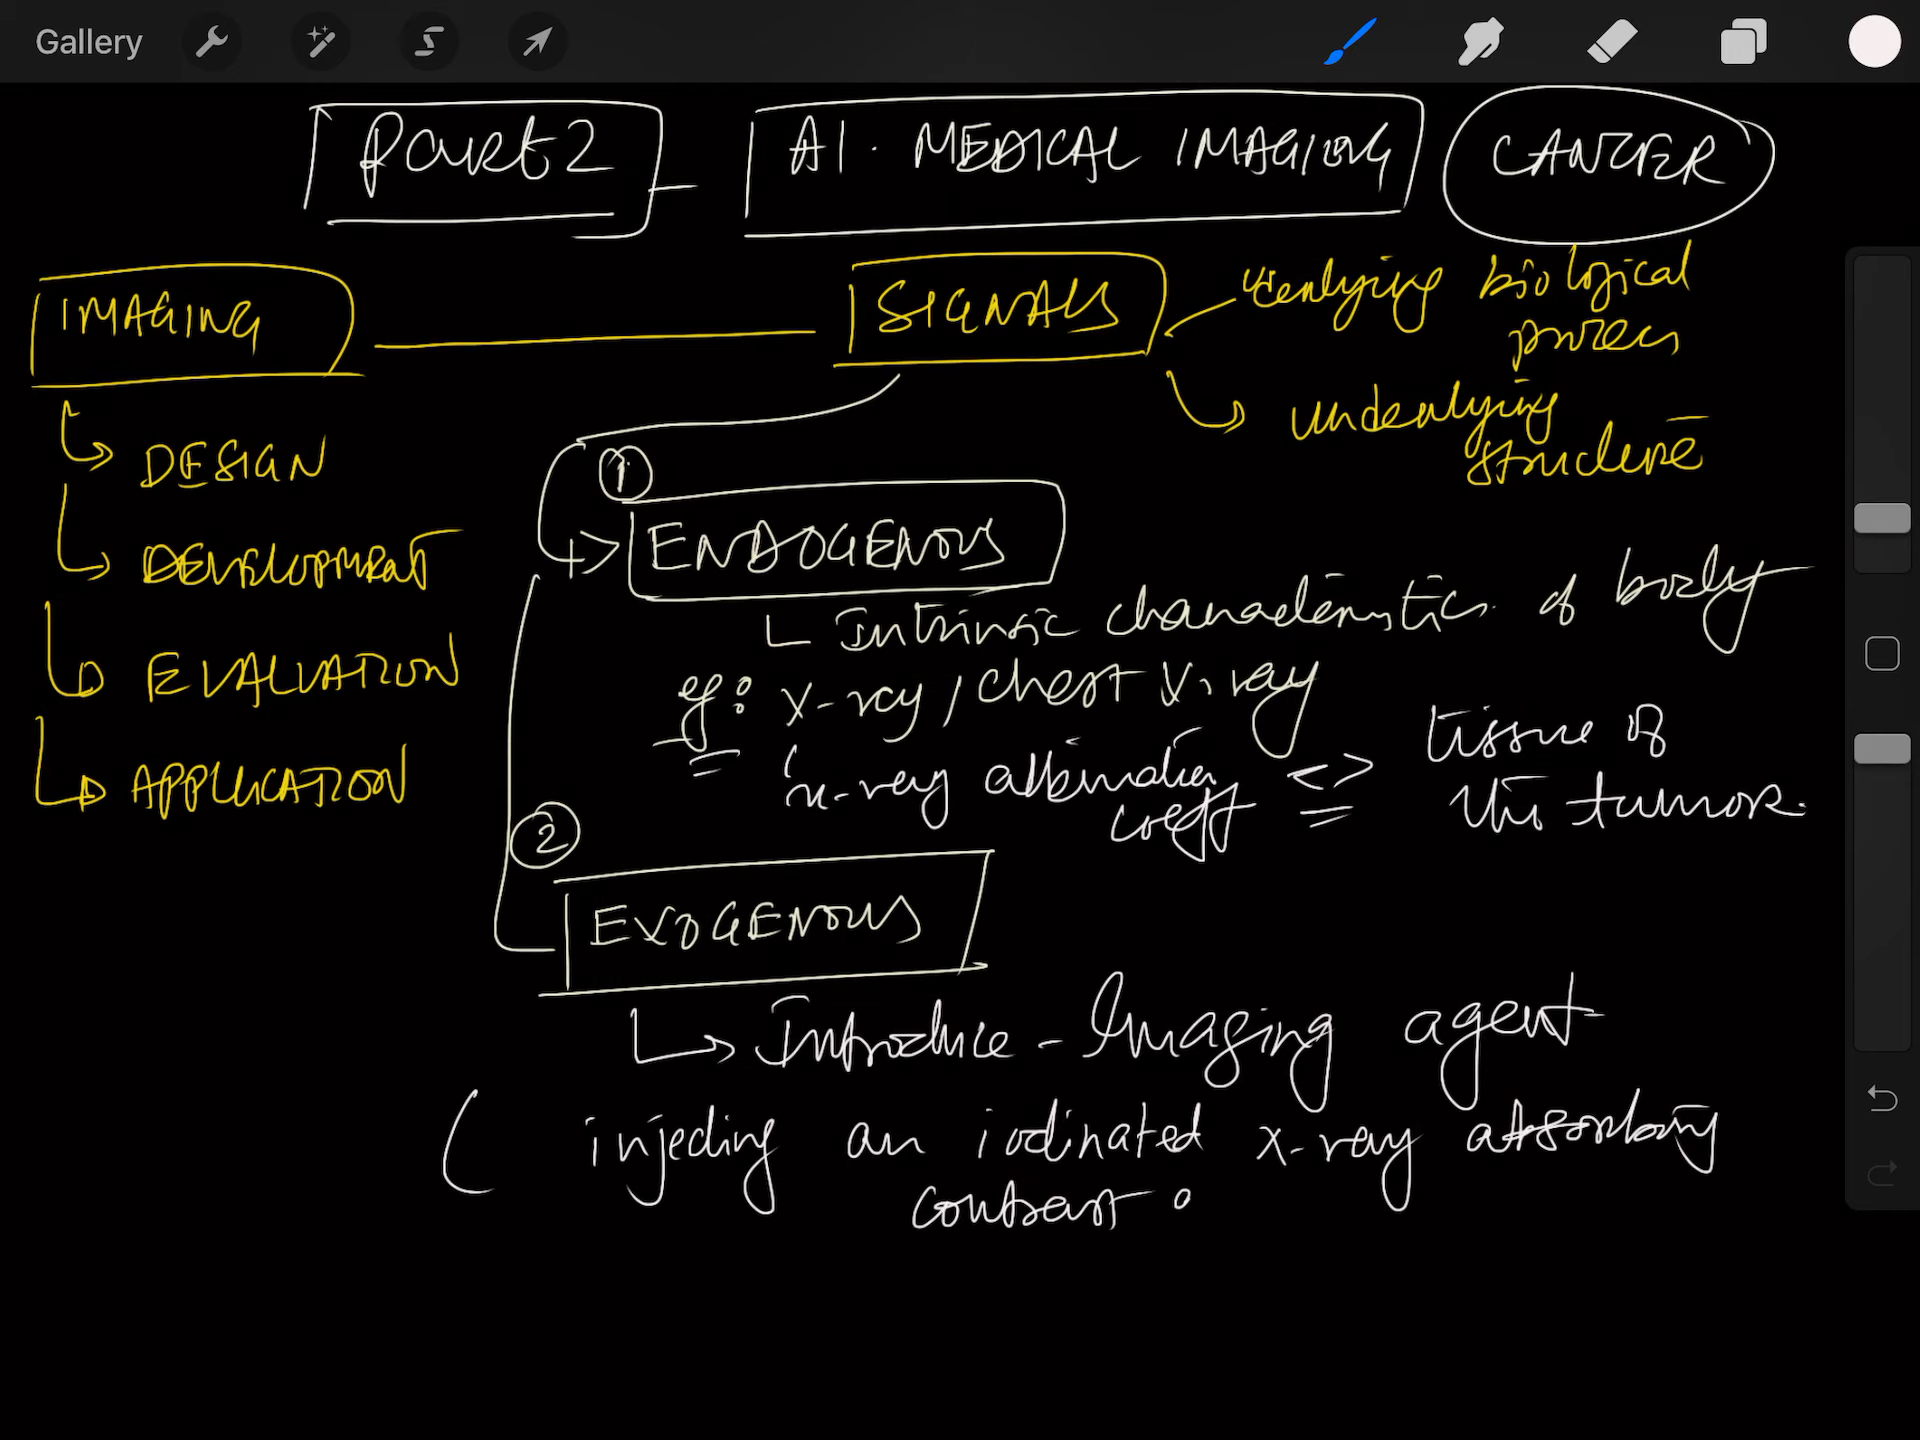 Gallery
Part 2 - AI. MEDICAL IMAGING CANCER
IMAGING
SIGNALS
underlying biological
process
underlying
structure
DESIGN
DEVELOPMENT
EVALUATION
APPLICATION
1
ENDOGENOUS
Intrinsic characteristics of body
eg: x-ray, chest x-ray
x-ray attenuation <> tissue of
coeff the tumor.
2
EXOGENOUS
Introduce - Imaging agent
( injecting an iodinated x-ray absorbing
contrast.